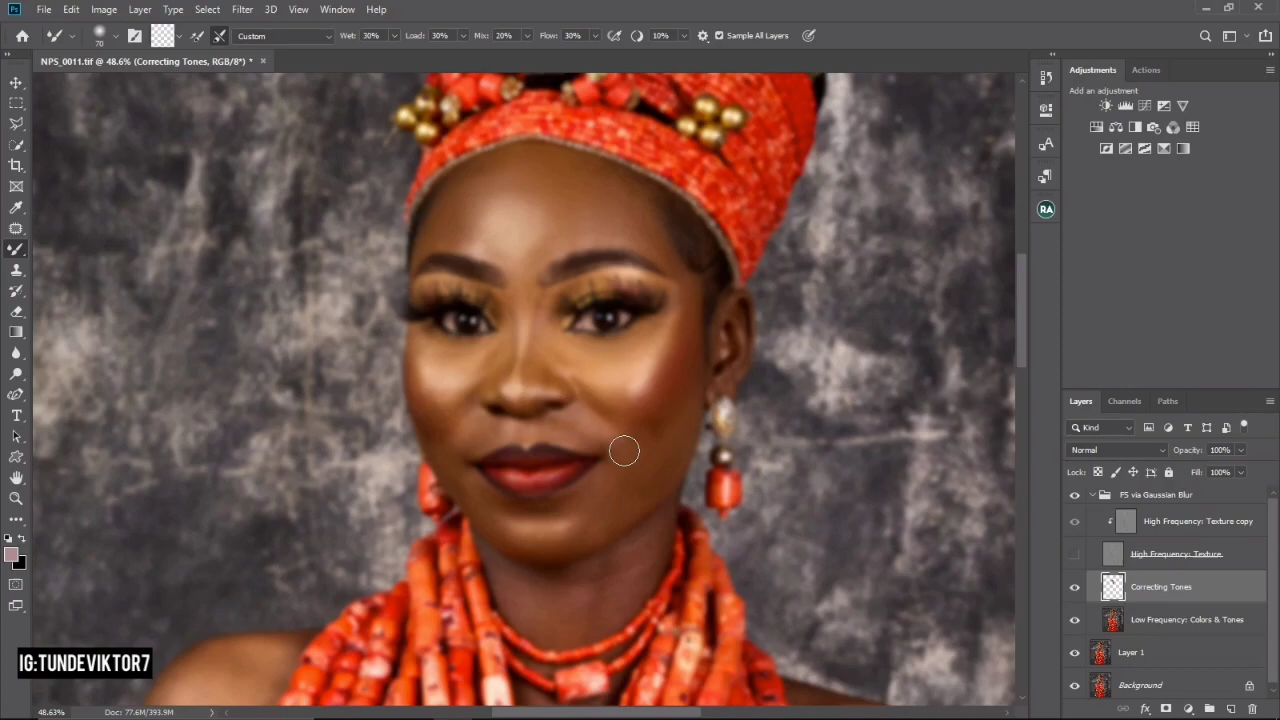 Ps File Edit Image Layer Type Select Filter 3D View Window Help
70 Custom Wet: 30% Load: 30% Mix: 20% Flow: 30% 10% Sample All Layers
NPS_0011.tif @ 48.6% (Correcting Tones, RGB/8*) *
Adjustments Actions
Add an adjustment
RA
Layers Channels Paths
Kind
Normal Opacity: 100%
Lock: Fill: 100%
FS via Gaussian Blur
High Frequency: Texture copy
High Frequency: Texture
Correcting Tones
Low Frequency: Colors & Tones
Layer 1
Background
IG:TUNDEVIKTOR7
48.63% Doc: 77.6M/393.9M